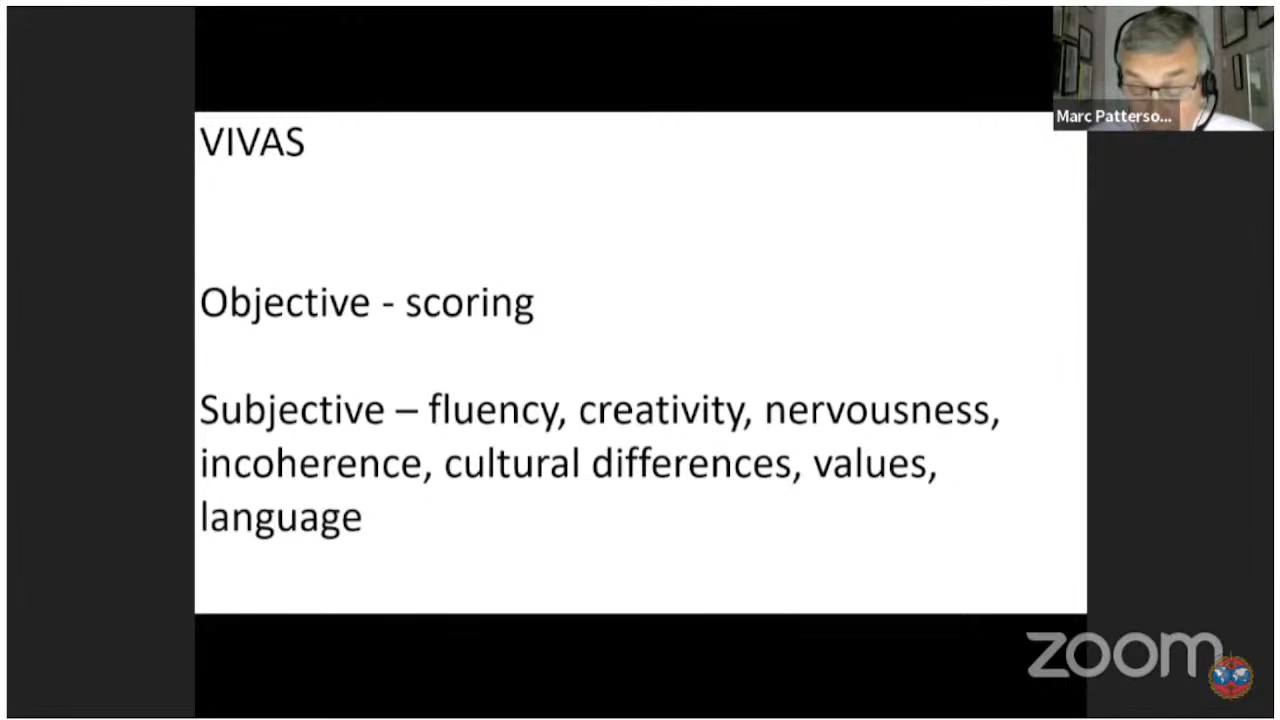 VIVAS
Marc Patterso...
Objective - scoring
Subjective – fluency, creativity, nervousness,
incoherence, cultural differences, values,
language
zoom